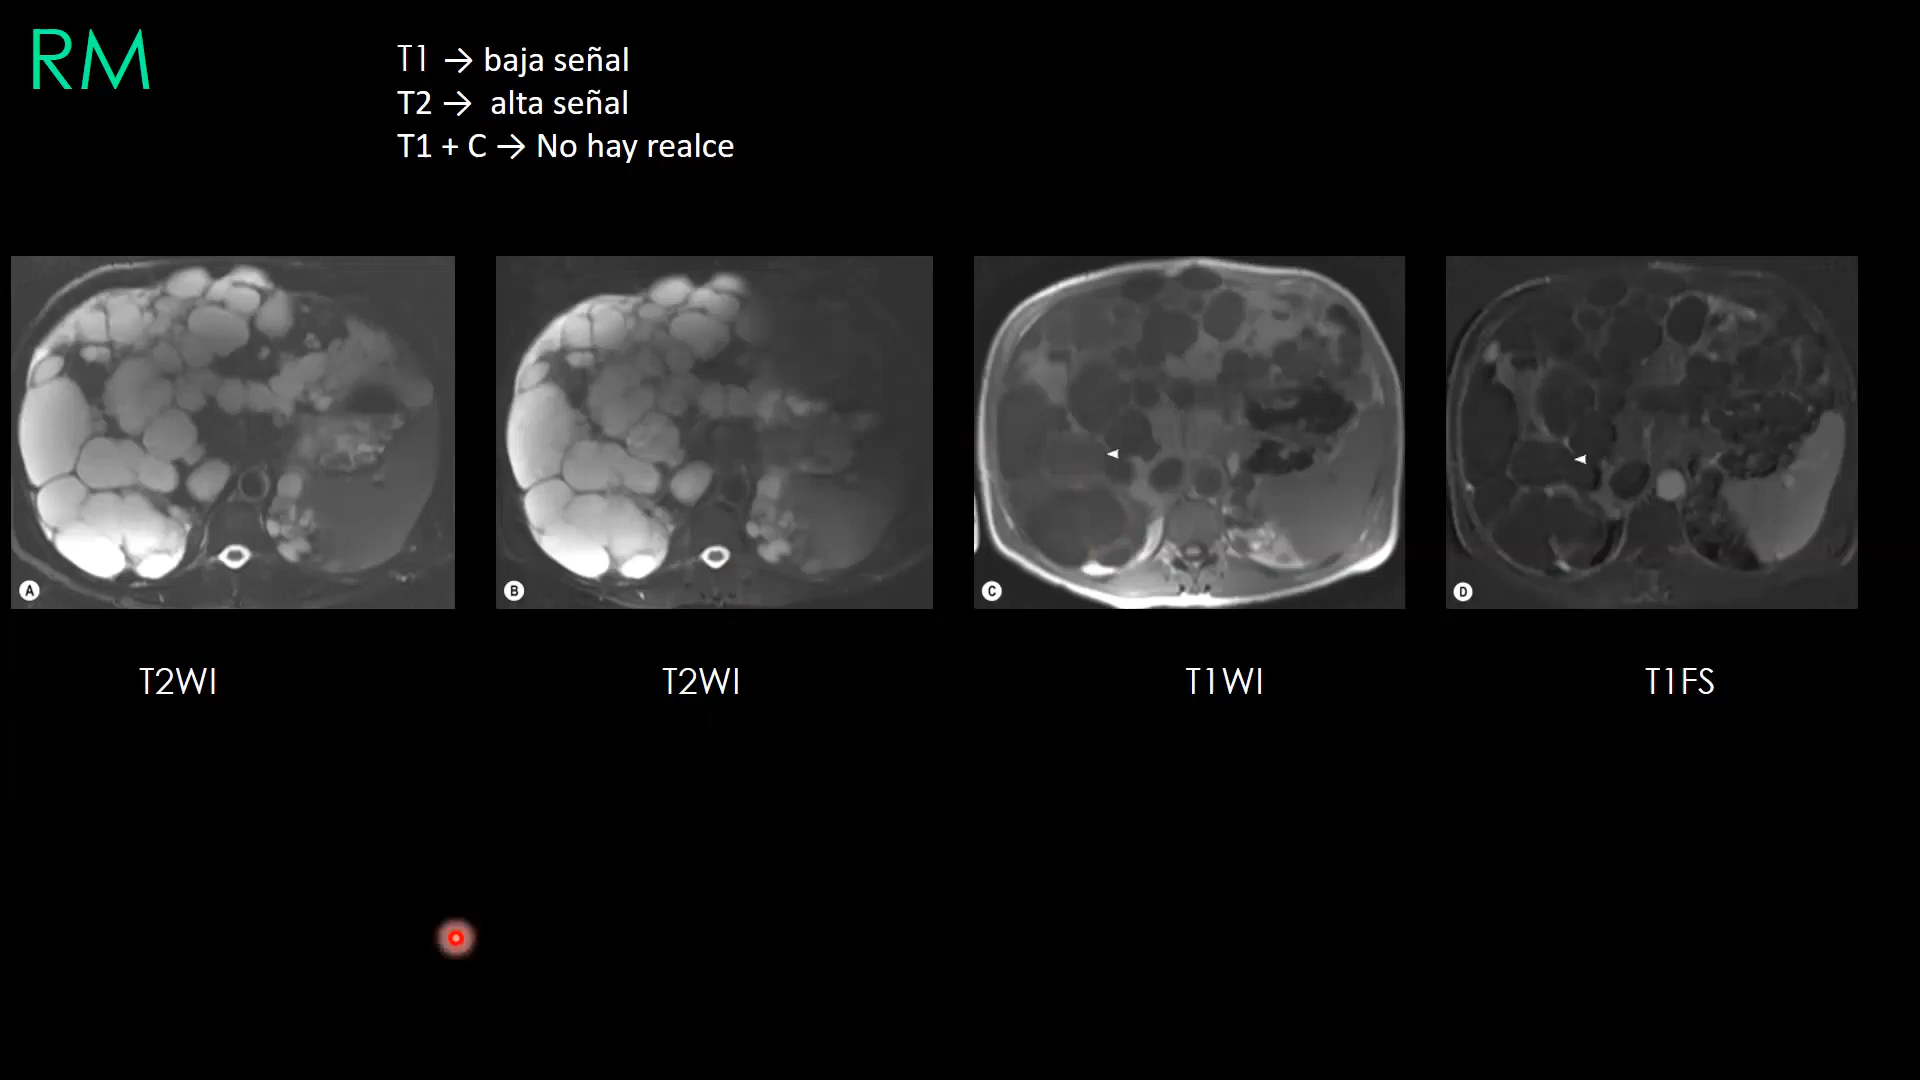 RM
T1 → baja señal
T2 → alta señal
T1 + C → No hay realce
A
B
C
D
T2WI
T2WI
T1WI
T1FS